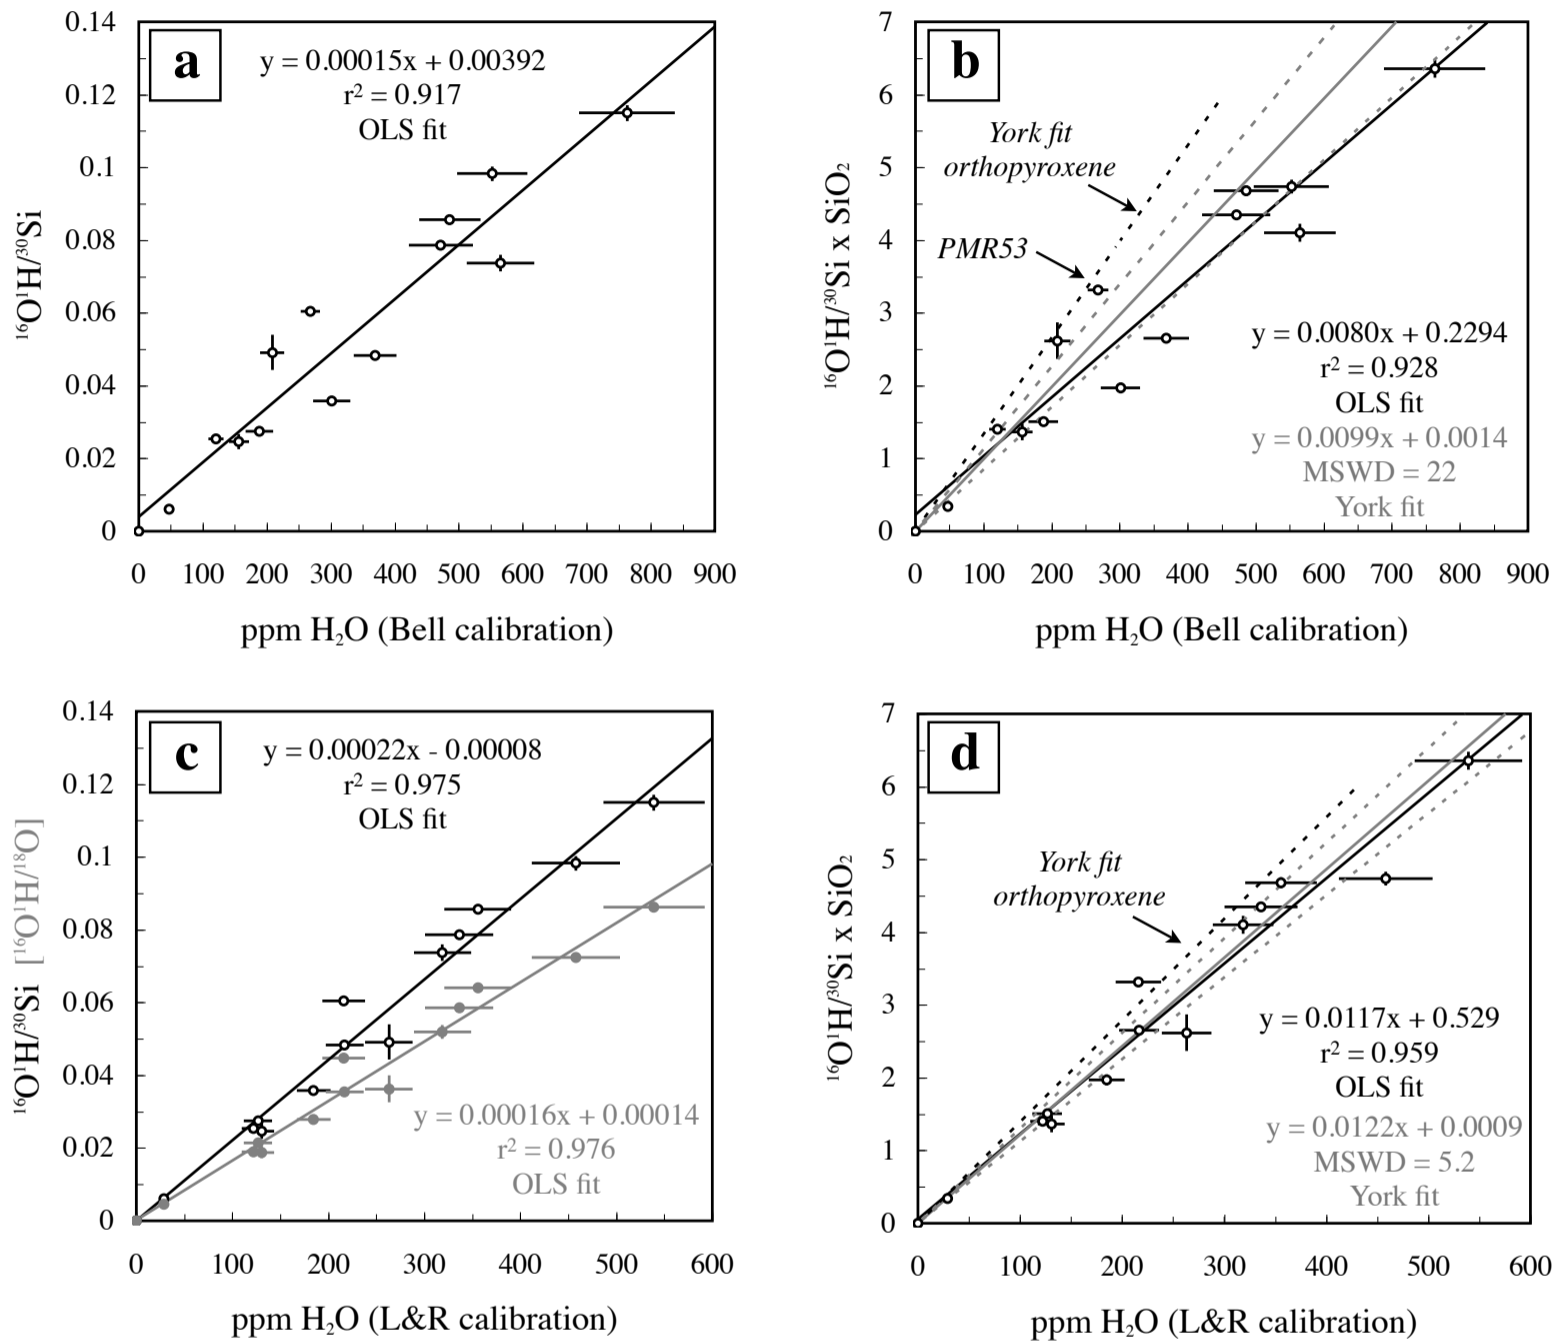 a
y = 0.00015x + 0.00392
r² = 0.917
OLS fit
¹⁶O¹H/³⁰Si
0.14
0.12
0.1
0.08
0.06
0.04
0.02
0
0 100 200 300 400 500 600 700 800 900
ppm H₂O (Bell calibration)
b
York fit
orthopyroxene
PMR53
y = 0.0080x + 0.2294
r² = 0.928
OLS fit
y = 0.0099x + 0.0014
MSWD = 22
York fit
¹⁶O¹H/³⁰Si x SiO₂
7
6
5
4
3
2
1
0
0 100 200 300 400 500 600 700 800 900
ppm H₂O (Bell calibration)
c
y = 0.00022x - 0.00008
r² = 0.975
OLS fit
y = 0.00016x + 0.00014
r² = 0.976
OLS fit
¹⁶O¹H/³⁰Si [¹⁶O¹H/¹⁸O]
0.14
0.12
0.1
0.08
0.06
0.04
0.02
0
0 100 200 300 400 500 600
ppm H₂O (L&R calibration)
d
York fit
orthopyroxene
y = 0.0117x + 0.529
r² = 0.959
OLS fit
y = 0.0122x + 0.0009
MSWD = 5.2
York fit
¹⁶O¹H/³⁰Si x SiO₂
7
6
5
4
3
2
1
0
0 100 200 300 400 500 600
ppm H₂O (L&R calibration)